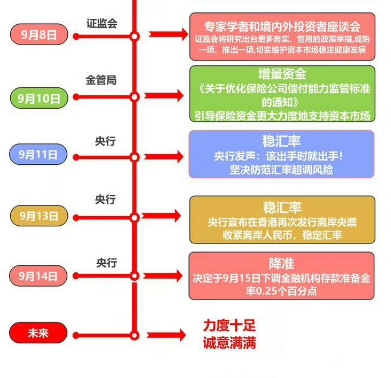 证监会
9月8日
专家学者和境内外投资者座谈会
证监会将研究出台更多务实、管用的政策举措,成熟
一项、推出一项,切实维护资本市场稳定健康发展
金管局
9月10日
增量资金
《关于优化保险公司偿付能力监管标准
的通知》
引导保险资金更大力度地支持资本市场
央行
9月11日
稳汇率
央行发声：该出手时就出手！
坚决防范汇率超调风险
央行
9月13日
稳汇率
央行宣布在香港再次发行离岸央票
收紧离岸人民币，稳定汇率
央行
9月14日
降准
决定于9月15日下调金融机构存款准备金
率0.25个百分点
未来
力度十足
诚意满满